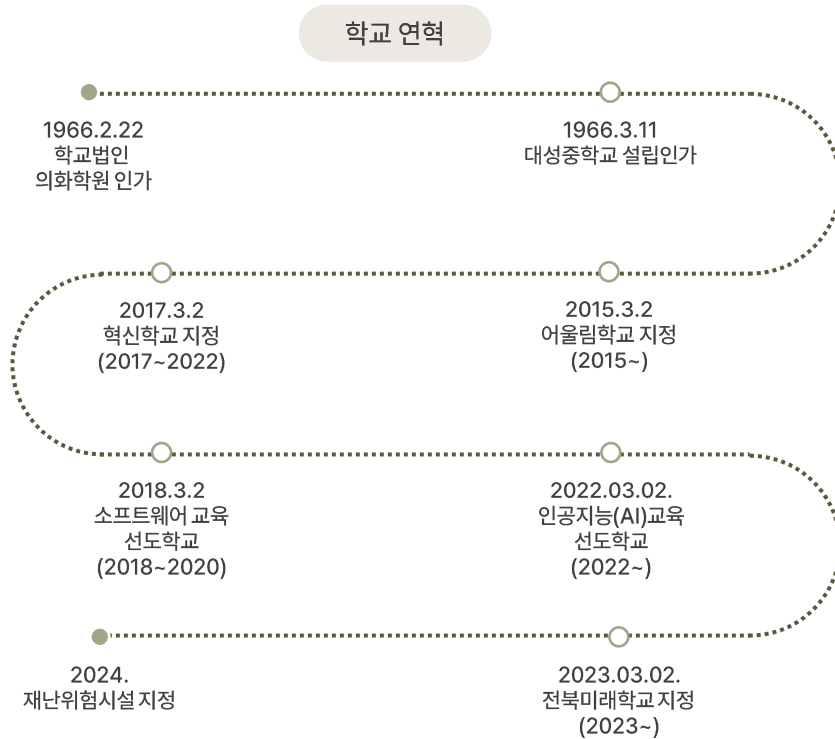 학교 연혁
1966.2.22
학교법인
의화학원 인가
1966.3.11
대성중학교 설립인가
2015.3.2
어울림학교 지정
(2015~)
2017.3.2
혁신학교 지정
(2017~2022)
2018.3.2
소프트웨어 교육
선도학교
(2018~2020)
2022.03.02.
인공지능(AI)교육
선도학교
(2022~)
2023.03.02.
전북미래학교 지정
(2023~)
2024.
재난위험시설 지정